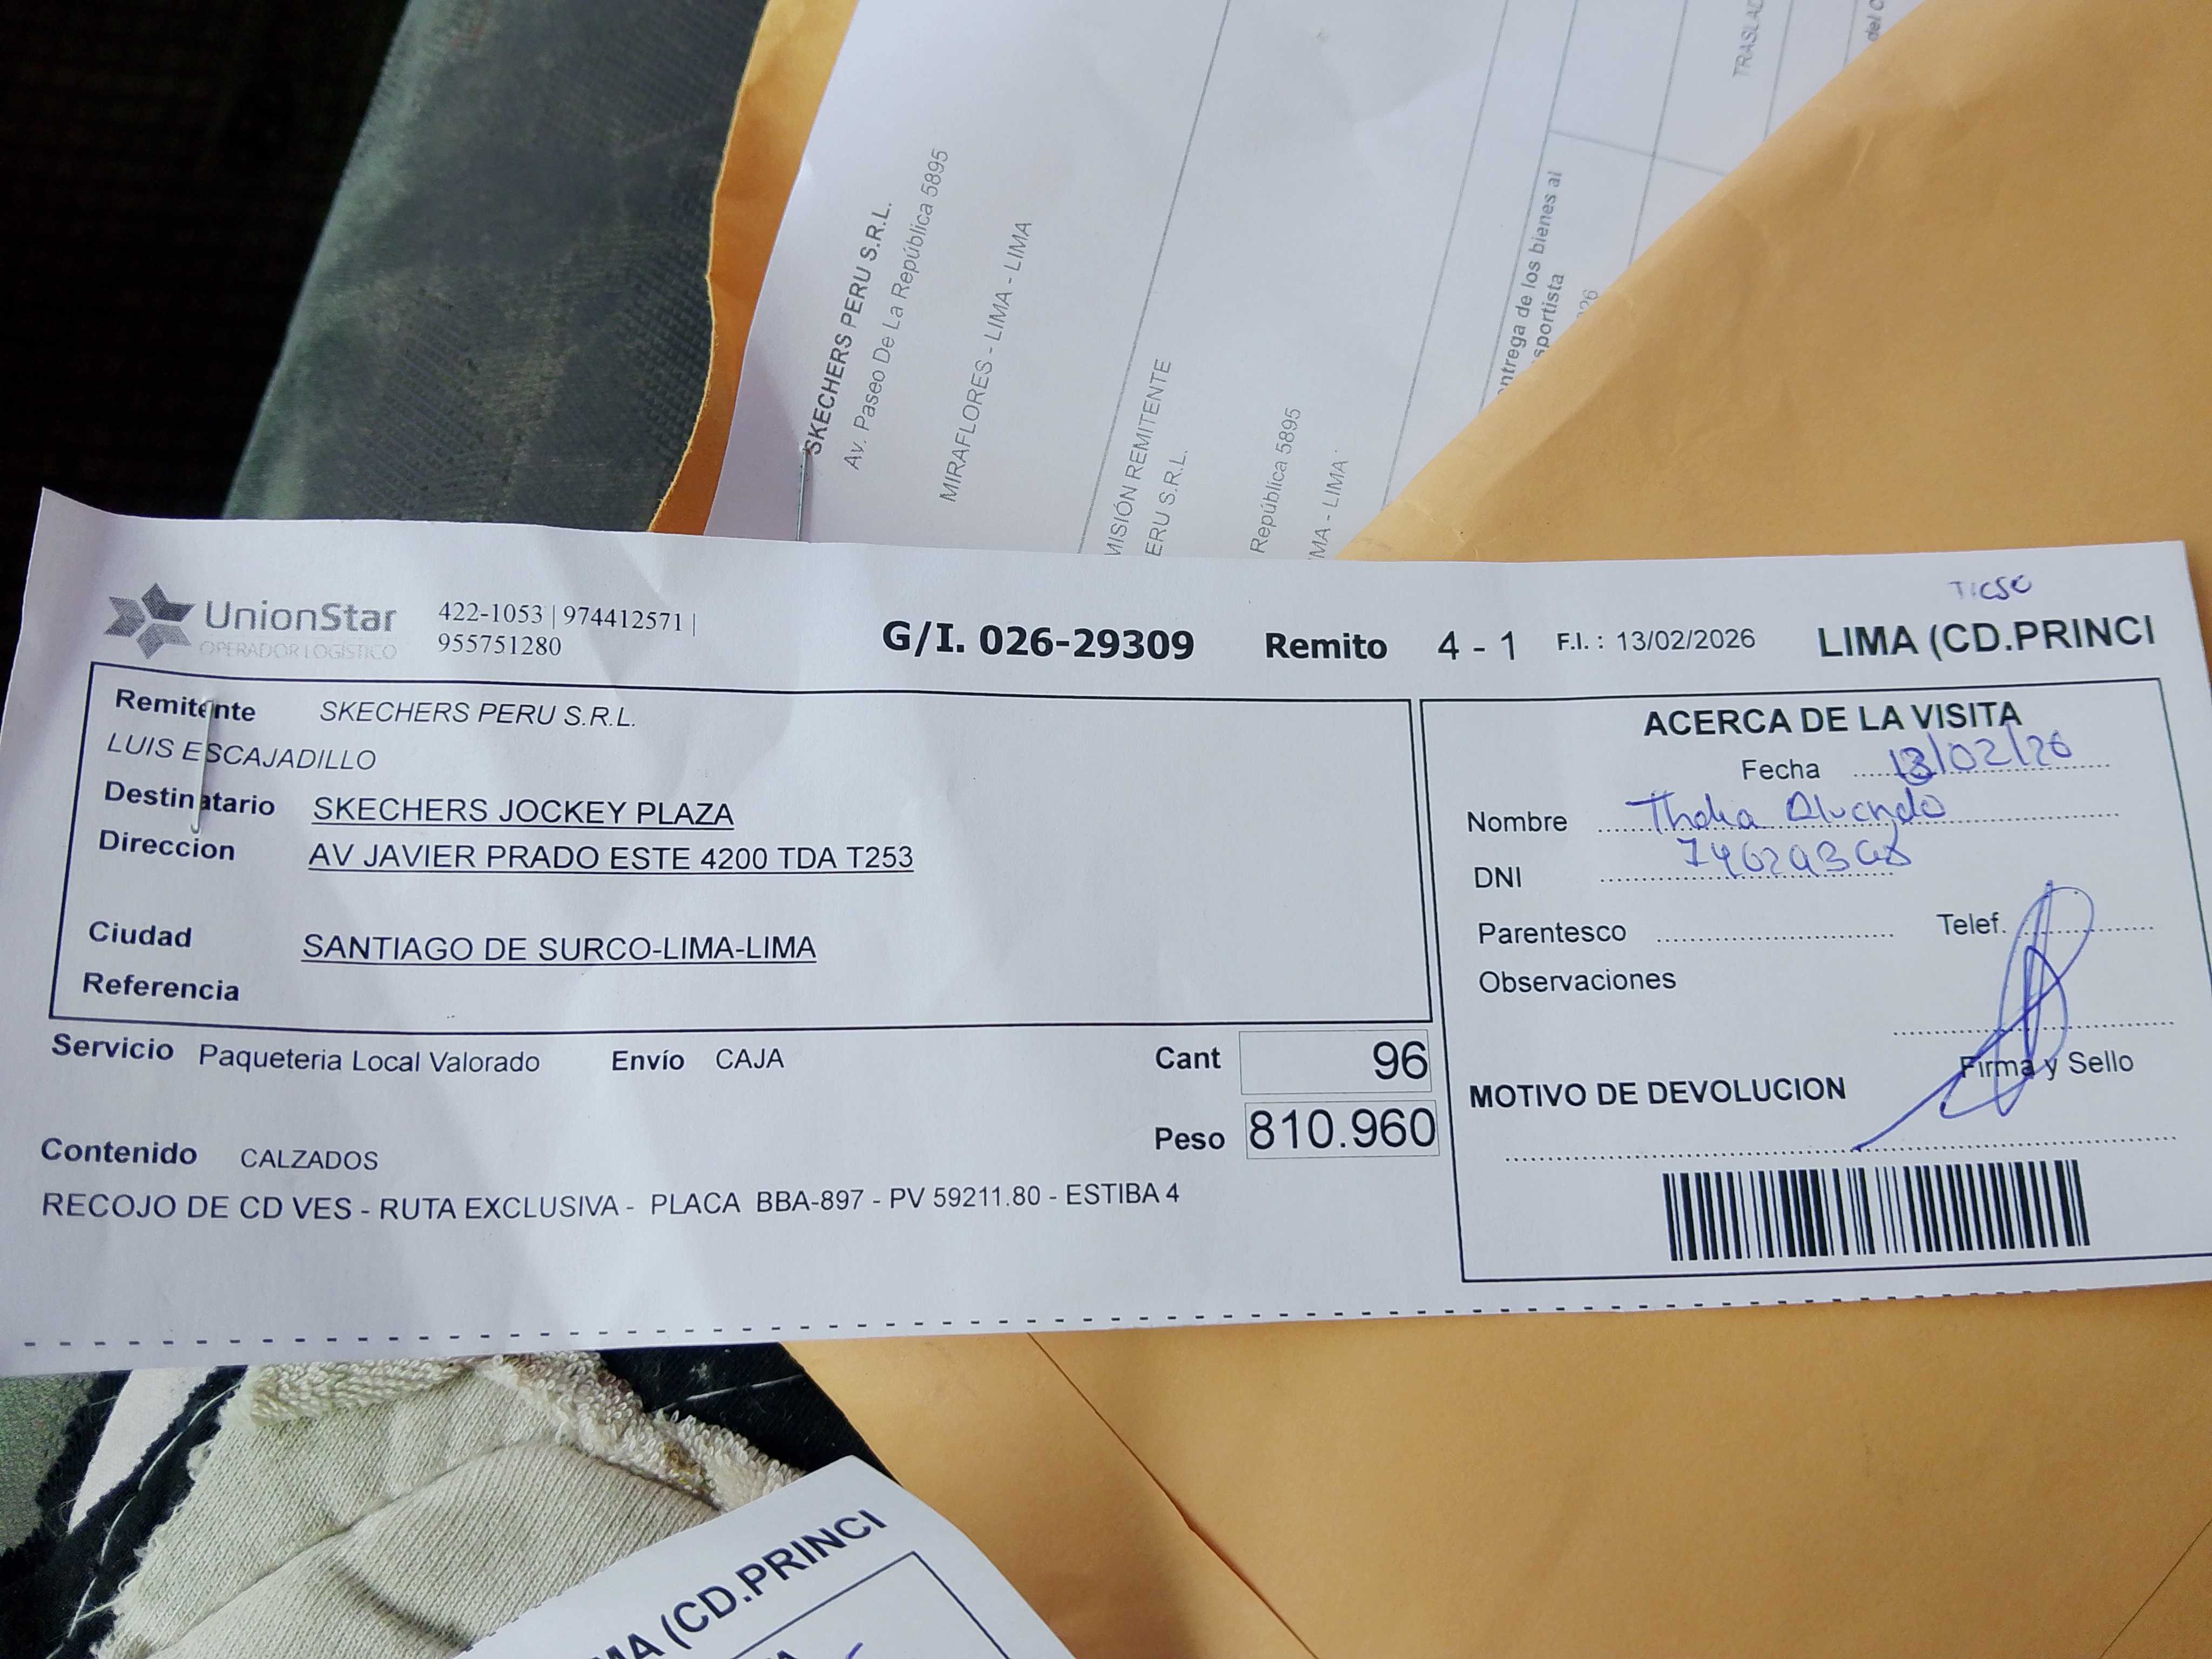 SKECHERS PERU S.R.L.
Av. Paseo De La República 5895
MIRAFLORES - LIMA - LIMA
MISIÓN REMITENTE
ERU S.R.L.
República 5895
MA - LIMA
ntrega de los bienes al
sportista
26
TRASLAD
del C
UnionStar
OPERADOR LOGÍSTICO
422-1053 | 974412571 |
955751280
G/I. 026-29309 Remito 4 - 1 F.I. : 13/02/2026 LIMA (CD.PRINCI
Remitente SKECHERS PERU S.R.L.
LUIS ESCAJADILLO
Destinatario SKECHERS JOCKEY PLAZA
Direccion AV JAVIER PRADO ESTE 4200 TDA T253
Ciudad SANTIAGO DE SURCO-LIMA-LIMA
Referencia
Servicio Paqueteria Local Valorado Envío CAJA Cant 96
Peso 810.960
Contenido CALZADOS
RECOJO DE CD VES - RUTA EXCLUSIVA - PLACA BBA-897 - PV 59211.80 - ESTIBA 4
ACERCA DE LA VISITA
Fecha 13/02/26
Nombre
DNI
Parentesco Telef.
Observaciones
Firma y Sello
MOTIVO DE DEVOLUCION
MA (CD.PRINCI